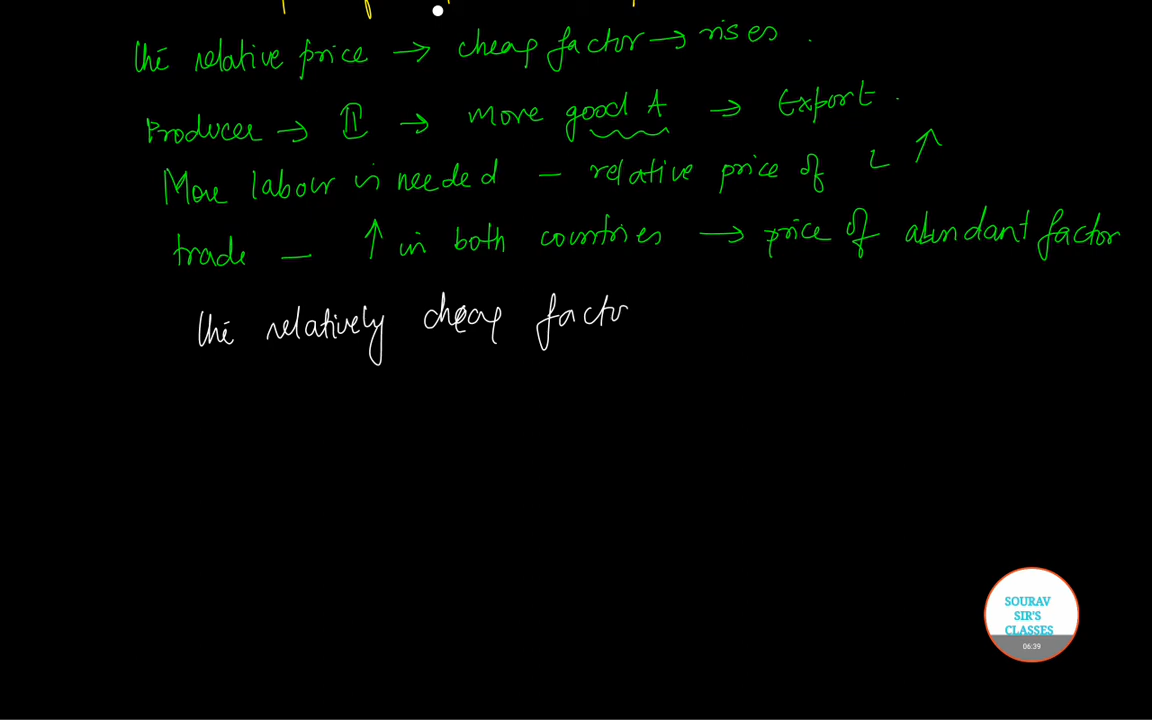 the relative price → cheap factor → rises .
Producer → II → more good A → Export .
More labour is needed – relative price of L ↑
trade – ↑ in both countries → price of abundant factor
the relatively cheap factor
SOURAV
SIR'S
CLASSES
06:39